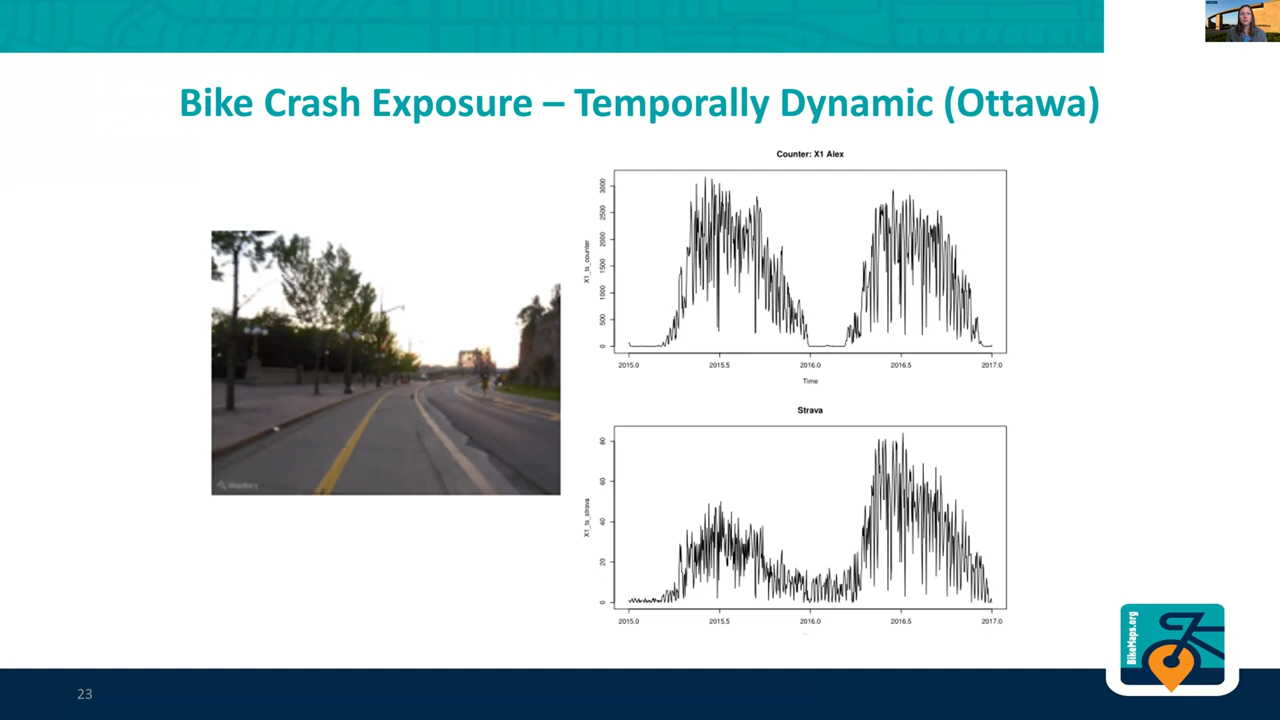 Bike Crash Exposure – Temporally Dynamic (Ottawa)
Counter: X1 Alex
X1_ts_counter
3000
2500
2000
1500
1000
500
0
2015.0 2015.5 2016.0 2016.5 2017.0
Time
Strava
X1_ts_strava
80
60
40
20
0
2015.0 2015.5 2016.0 2016.5 2017.0
Mapillary
BikeMaps.org
23